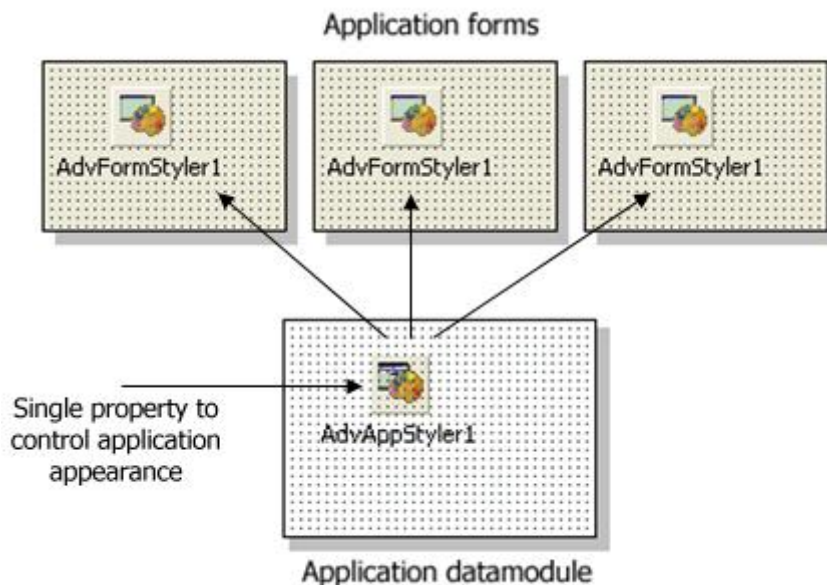 Application forms
AdvFormStyler1
AdvFormStyler1
AdvFormStyler1
Single property to
control application
appearance
AdvAppStyler1
Application datamodule